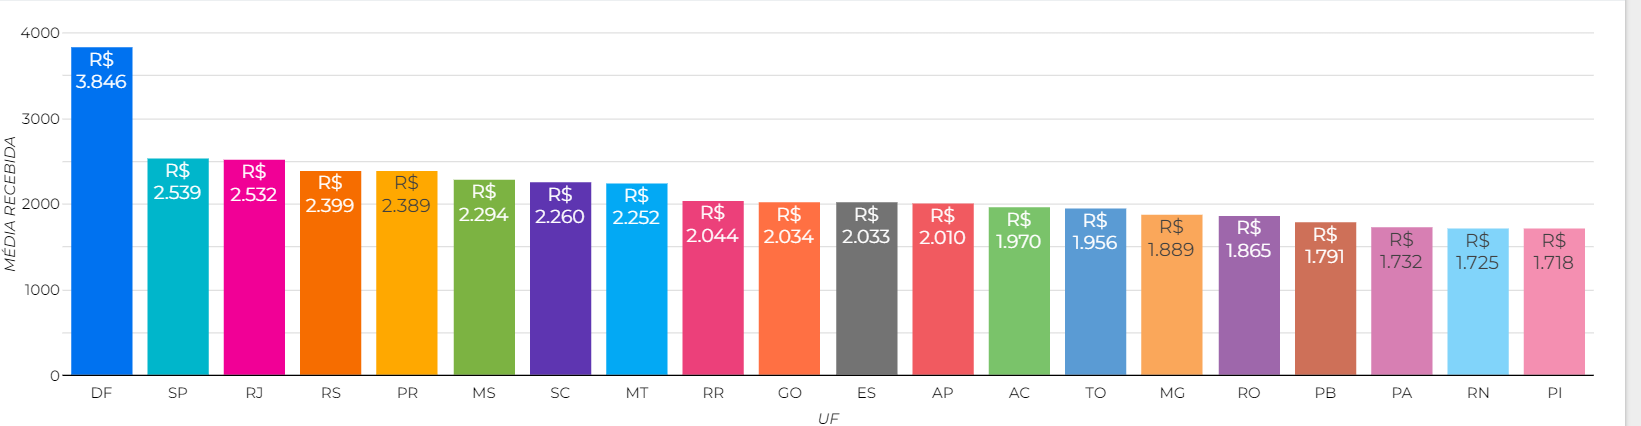 4000
3000
2000
1000
0
MÉDIA RECEBIDA
R$
3.846
R$
2.539
R$
2.532
R$
2.399
R$
2.389
R$
2.294
R$
2.260
R$
2.252
R$
2.044
R$
2.034
R$
2.033
R$
2.010
R$
1.970
R$
1.956
R$
1.889
R$
1.865
R$
1.791
R$
1.732
R$
1.725
R$
1.718
DF SP RJ RS PR MS SC MT RR GO ES AP AC TO MG RO PB PA RN PI
UF